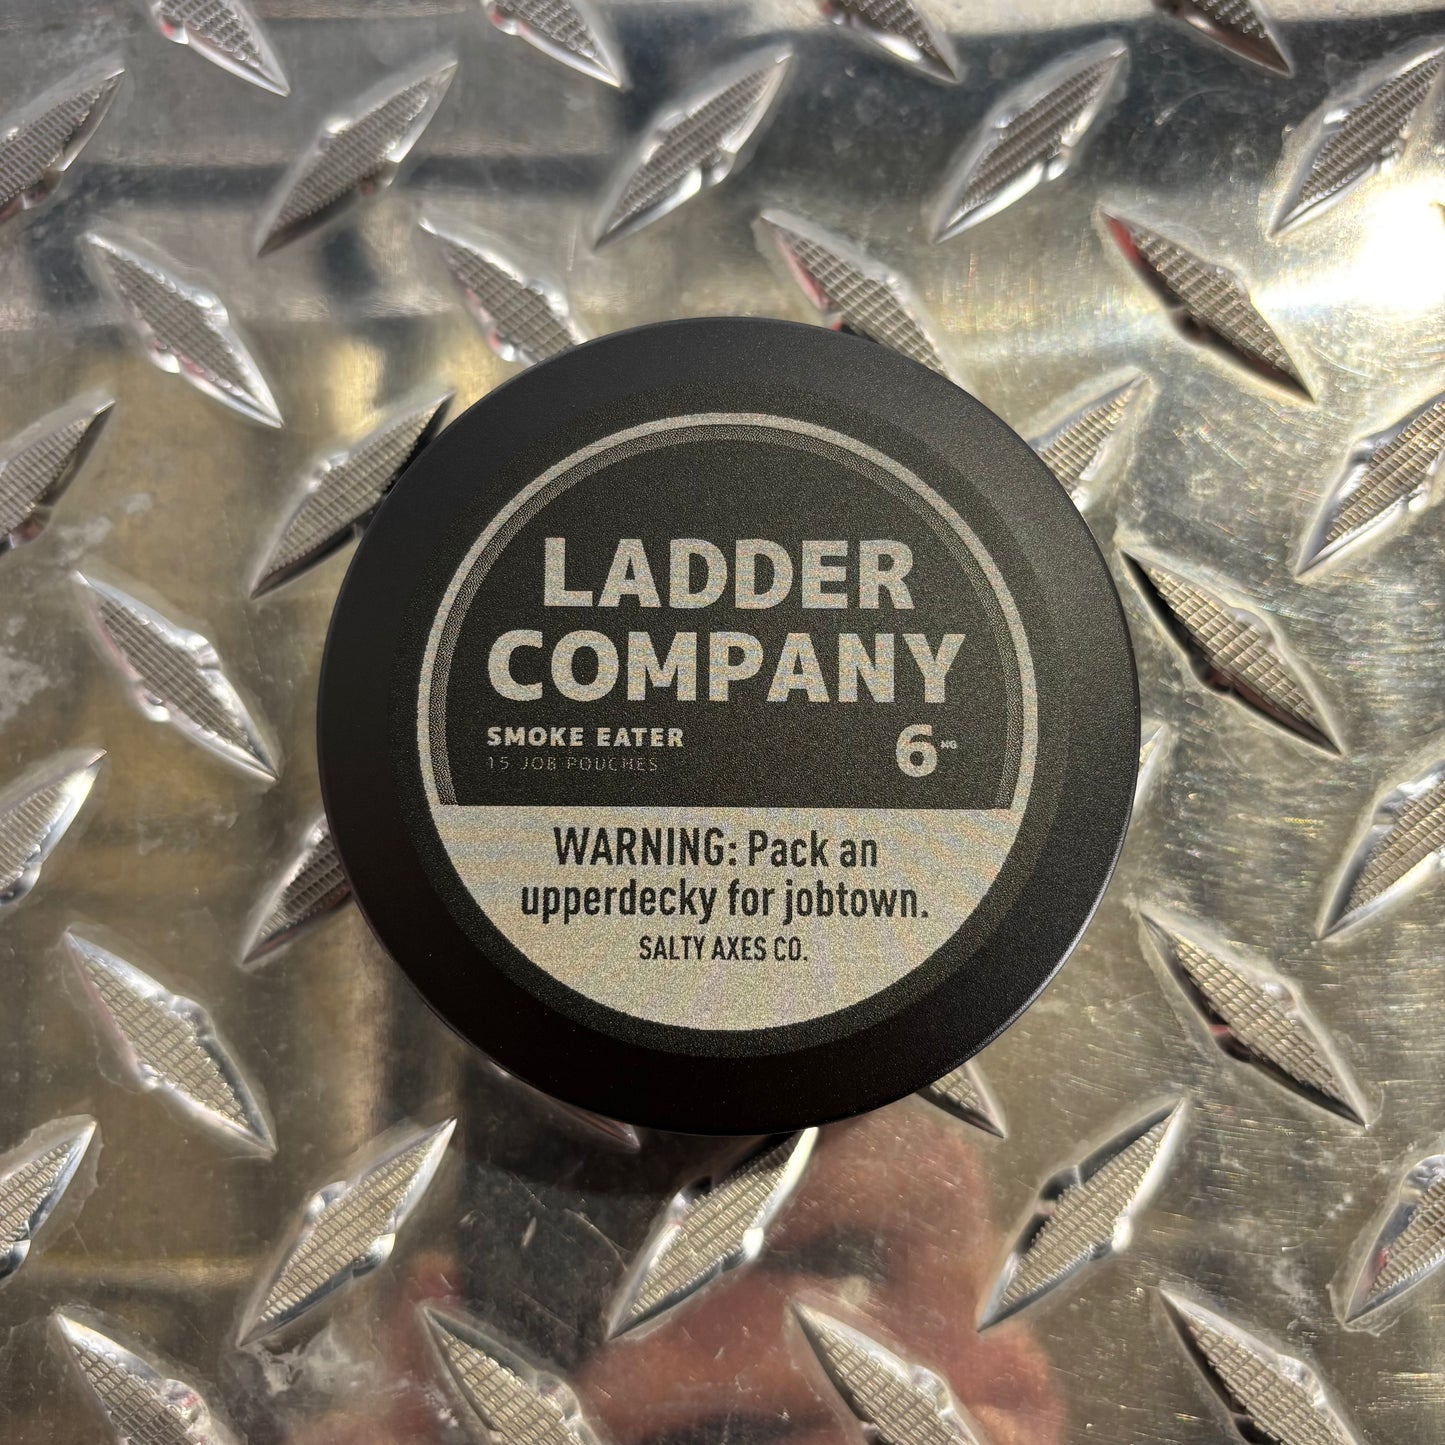 LADDER
COMPANY
SMOKE EATER
15 JOB POUCHES
6 MG
WARNING: Pack an
upperdecky for jobtown.
SALTY AXES CO.